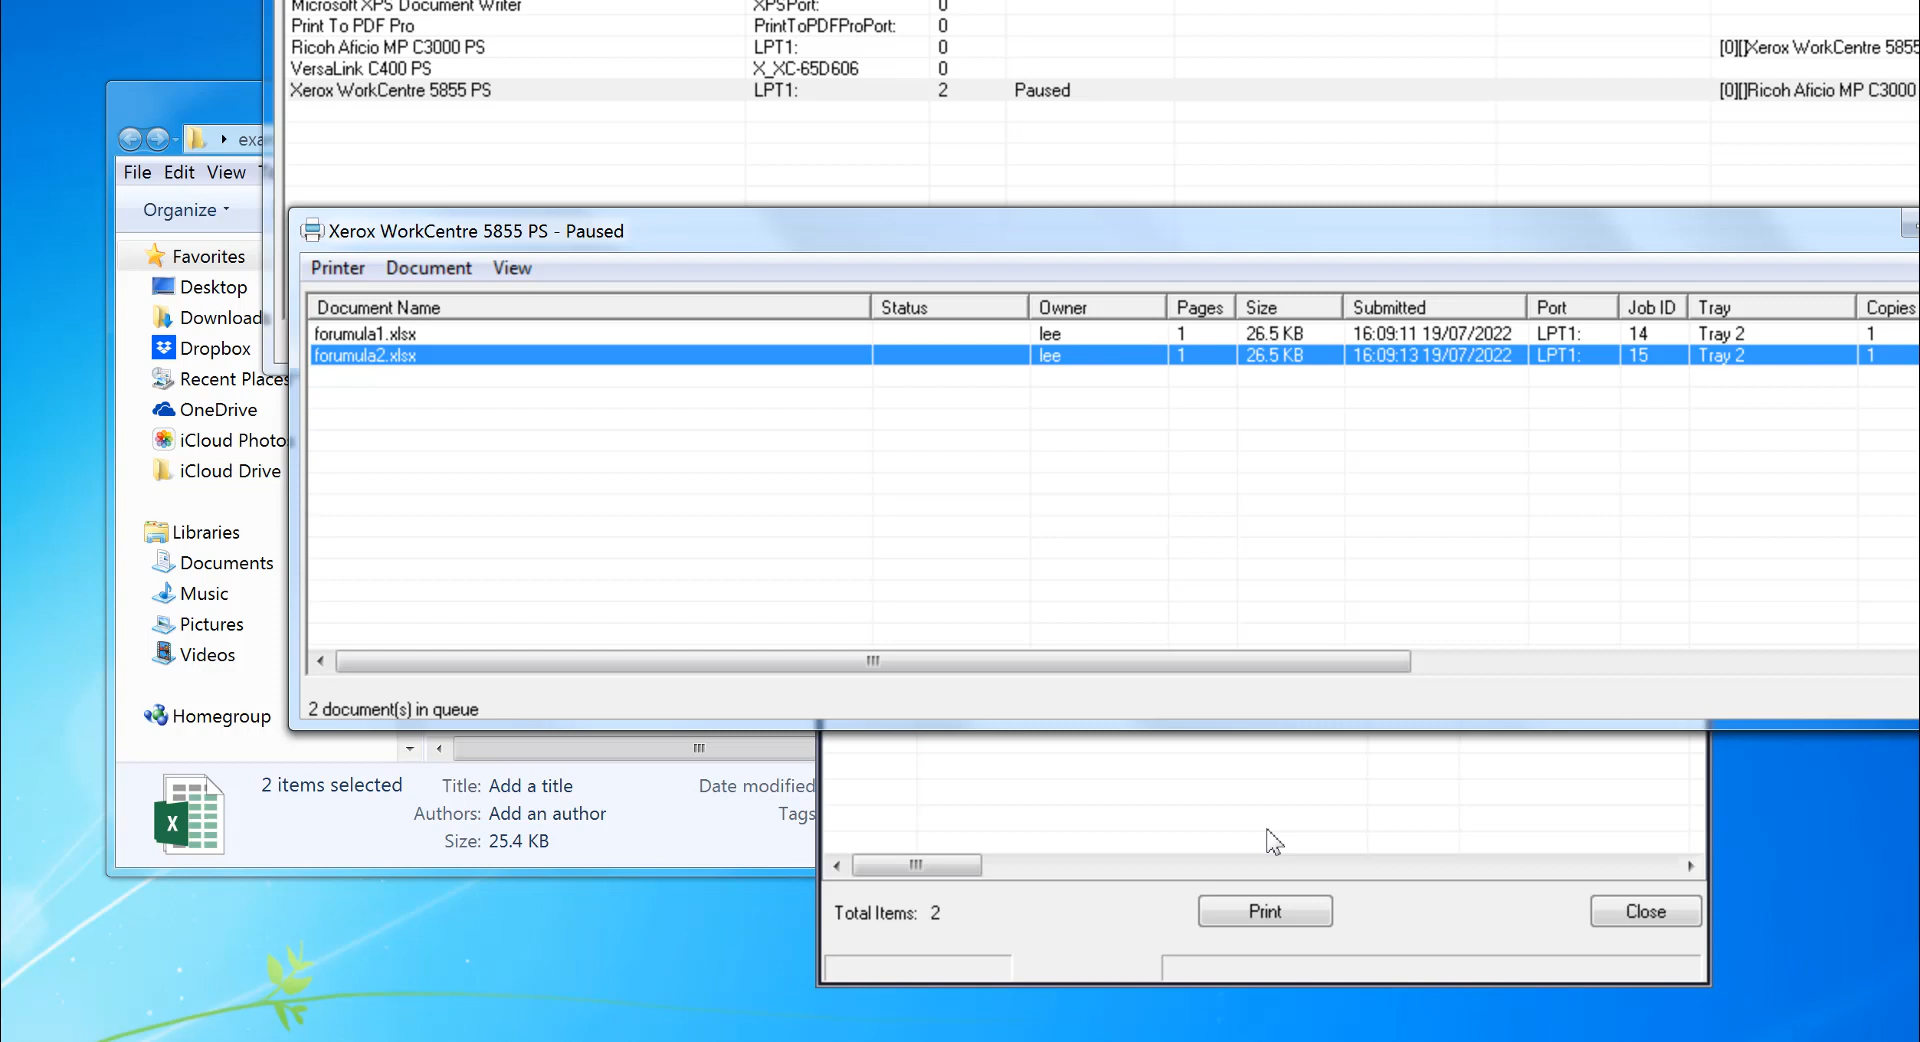 Microsoft XPS Document Writer XPSPort: 0
Print To PDF Pro PrintToPDFProPort: 0
Ricoh Aficio MP C3000 PS LPT1: 0 [0][]Xerox WorkCentre 5855
VersaLink C400 PS X_XC-65D606 0
Xerox WorkCentre 5855 PS LPT1: 2 Paused [0][]Ricoh Aficio MP C3000
exa
File Edit View T
Organize
Favorites
Desktop
Download
Dropbox
Recent Places
OneDrive
iCloud Photo
iCloud Drive
Libraries
Documents
Music
Pictures
Videos
Homegroup
Xerox WorkCentre 5855 PS - Paused
Printer Document View
Document Name Status Owner Pages Size Submitted Port Job ID Tray Copies
forumula1.xlsx lee 1 26.5 KB 16:09:11 19/07/2022 LPT1: 14 Tray 2 1
forumula2.xlsx lee 1 26.5 KB 16:09:13 19/07/2022 LPT1: 15 Tray 2 1
2 document(s) in queue
X
2 items selected
Title: Add a title
Date modified
Authors: Add an author
Tags
Size: 25.4 KB
Total Items: 2
Print
Close